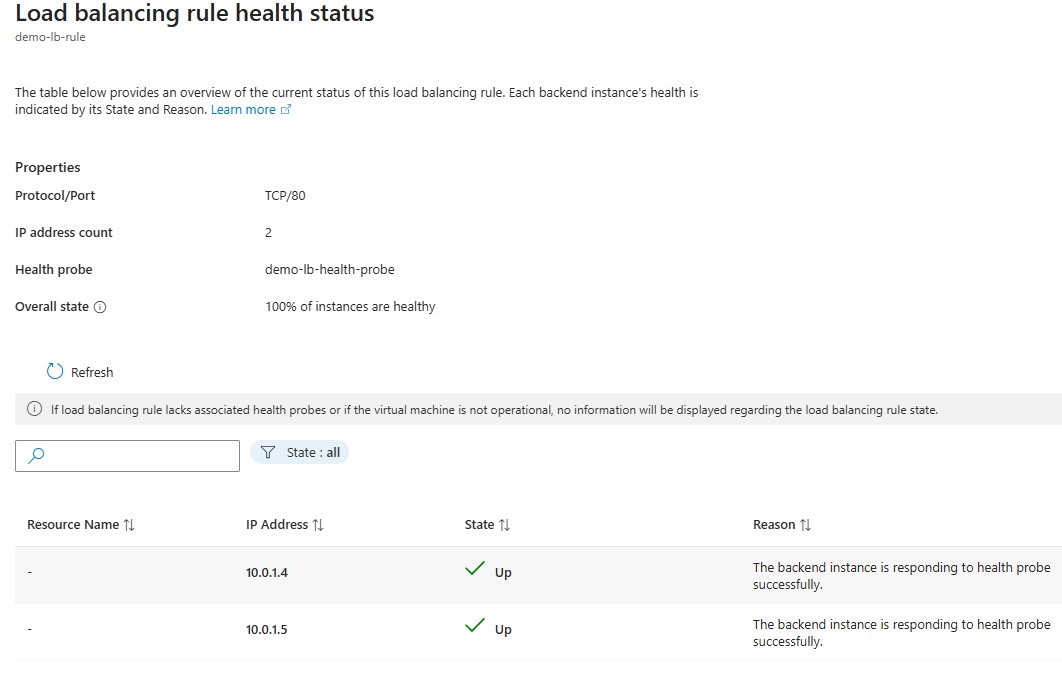 Load balancing rule health status
demo-lb-rule
The table below provides an overview of the current status of this load balancing rule. Each backend instance's health is
indicated by its State and Reason. Learn more
Properties
Protocol/Port TCP/80
IP address count 2
Health probe demo-lb-health-probe
Overall state 100% of instances are healthy
Refresh
If load balancing rule lacks associated health probes or if the virtual machine is not operational, no information will be displayed regarding the load balancing rule state.
State : all
Resource Name IP Address State Reason
- 10.0.1.4 Up The backend instance is responding to health probe
successfully.
- 10.0.1.5 Up The backend instance is responding to health probe
successfully.